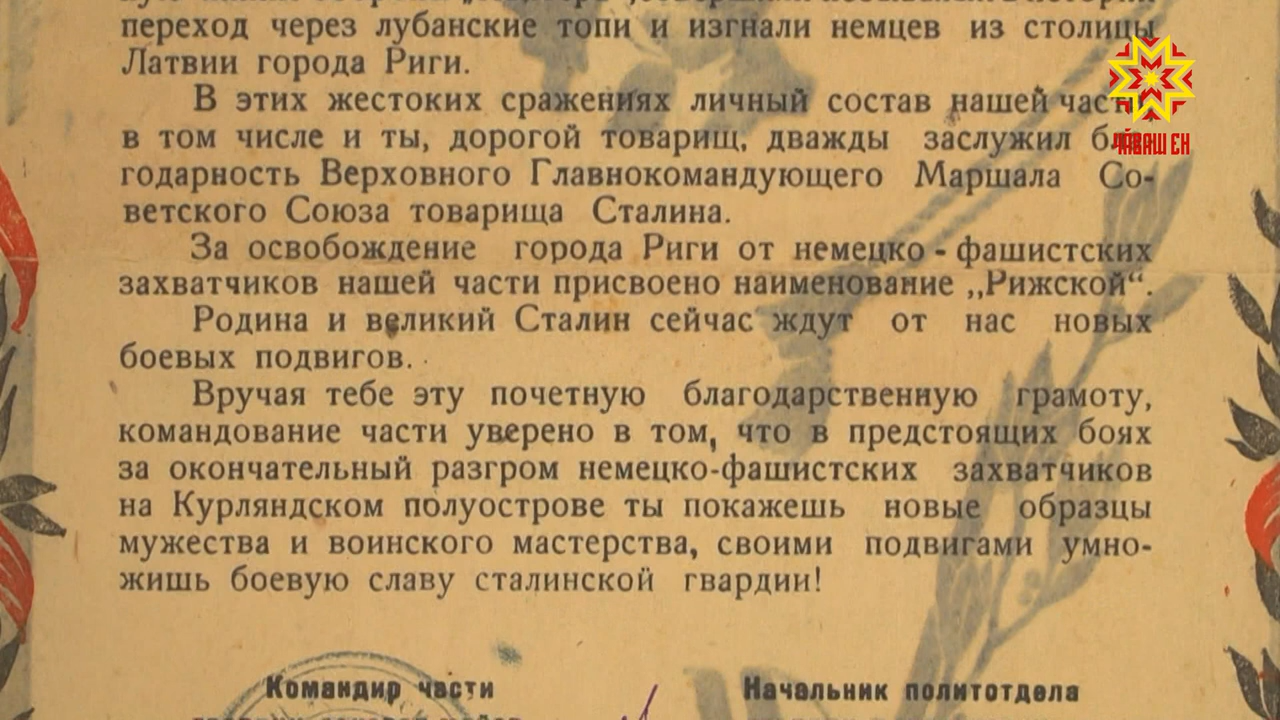 переход через лубанские топи и изгнали немцев из столицы
Латвии города Риги.
В этих жестоких сражениях личный состав нашей части,
в том числе и ты, дорогой товарищ, дважды заслужил бла-
годарность Верховного Главнокомандующего Маршала Со-
ветского Союза товарища Сталина.
За освобождение города Риги от немецко-фашистских
захватчиков нашей части присвоено наименование „Рижской“.
Родина и великий Сталин сейчас ждут от нас новых
боевых подвигов.
Вручая тебе эту почетную благодарственную грамоту,
командование части уверено в том, что в предстоящих боях
за окончательный разгром немецко-фашистских захватчиков
на Курляндском полуострове ты покажешь новые образцы
мужества и воинского мастерства, своими подвигами умно-
жишь боевую славу сталинской гвардии!
Командир части
Начальник политотдела
ЧӐВАШ ЕН